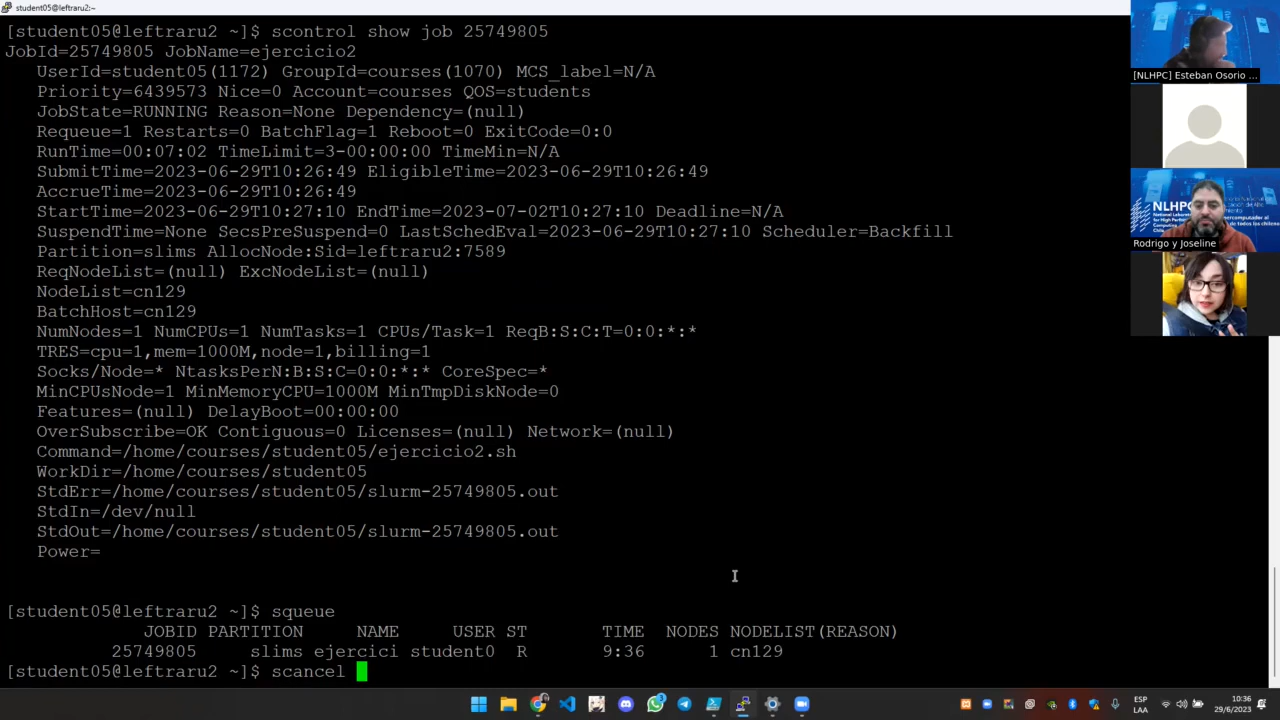 student05@leftraru2:~
[student05@leftraru2 ~]$ scontrol show job 25749805
JobId=25749805 JobName=ejercicio2
UserId=student05(1172) GroupId=courses(1070) MCS_label=N/A
Priority=6439573 Nice=0 Account=courses QOS=students
JobState=RUNNING Reason=None Dependency=(null)
Requeue=1 Restarts=0 BatchFlag=1 Reboot=0 ExitCode=0:0
RunTime=00:07:02 TimeLimit=3-00:00:00 TimeMin=N/A
SubmitTime=2023-06-29T10:26:49 EligibleTime=2023-06-29T10:26:49
AccrueTime=2023-06-29T10:26:49
StartTime=2023-06-29T10:27:10 EndTime=2023-07-02T10:27:10 Deadline=N/A
SuspendTime=None SecsPreSuspend=0 LastSchedEval=2023-06-29T10:27:10 Scheduler=Backfill
Partition=slims AllocNode:Sid=leftraru2:7589
ReqNodeList=(null) ExcNodeList=(null)
NodeList=cn129
BatchHost=cn129
NumNodes=1 NumCPUs=1 NumTasks=1 CPUs/Task=1 ReqB:S:C:T=0:0:*:*
TRES=cpu=1,mem=1000M,node=1,billing=1
Socks/Node=* NtasksPerN:B:S:C=0:0:*:* CoreSpec=*
MinCPUsNode=1 MinMemoryCPU=1000M MinTmpDiskNode=0
Features=(null) DelayBoot=00:00:00
OverSubscribe=OK Contiguous=0 Licenses=(null) Network=(null)
Command=/home/courses/student05/ejercicio2.sh
WorkDir=/home/courses/student05
StdErr=/home/courses/student05/slurm-25749805.out
StdIn=/dev/null
StdOut=/home/courses/student05/slurm-25749805.out
Power=
[student05@leftraru2 ~]$ squeue
JOBID PARTITION NAME USER ST TIME NODES NODELIST(REASON)
25749805 slims ejercici student0 R 9:36 1 cn129
[student05@leftraru2 ~]$ scancel
[NLHPC] Esteban Osorio ...
NLHPC
Rodrigo y Joseline
3
ESP
LAA
10:36
29/6/2023